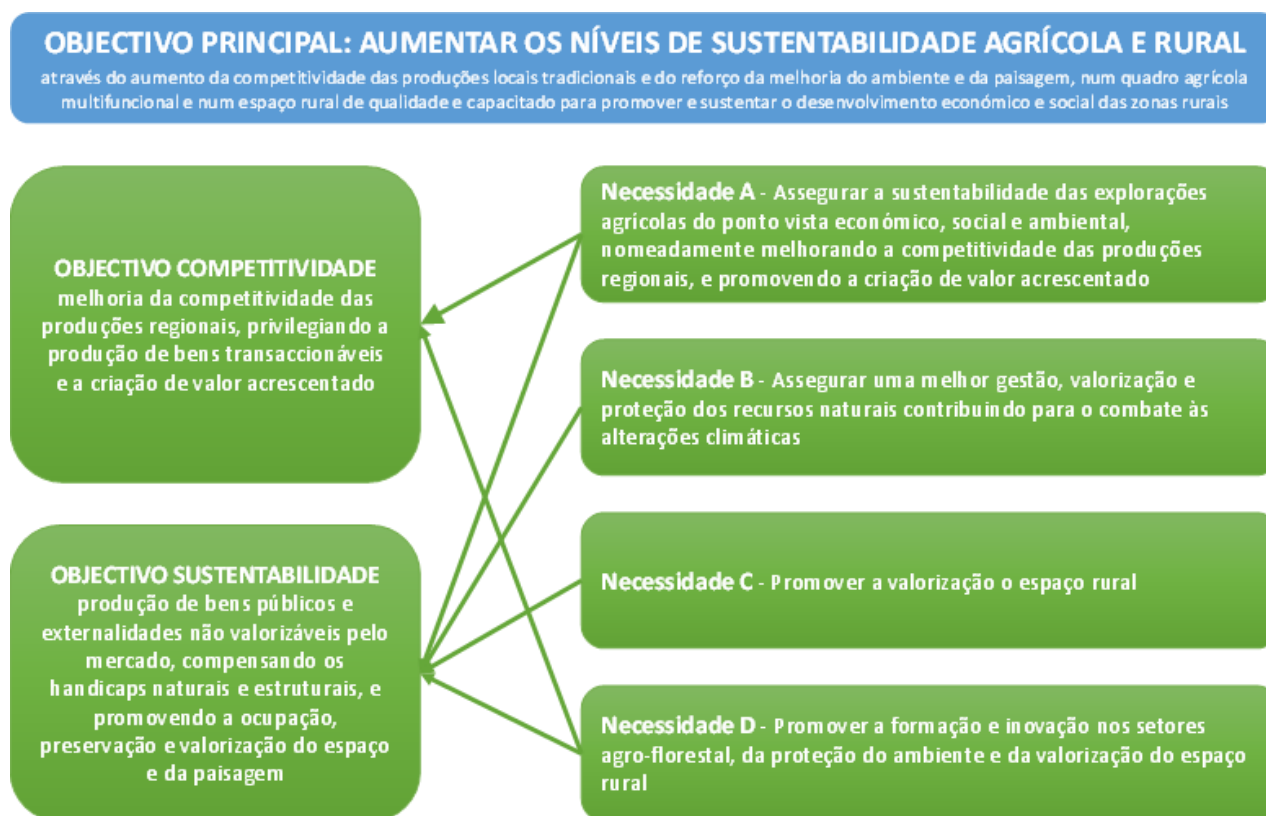 OBJECTIVO PRINCIPAL: AUMENTAR OS NÍVEIS DE SUSTENTABILIDADE AGRÍCOLA E RURAL
através do aumento da competitividade das produções locais tradicionais e do reforço da melhoria do ambiente e da paisagem, num quadro agrícola
multifuncional e num espaço rural de qualidade e capacitado para promover e sustentar o desenvolvimento económico e social das zonas rurais
OBJECTIVO COMPETITIVIDADE
melhoria da competitividade das
produções regionais, privilegiando a
produção de bens transaccionáveis
e a criação de valor acrescentado
OBJECTIVO SUSTENTABILIDADE
produção de bens públicos e
externalidades não valorizáveis pelo
mercado, compensando os
handicaps naturais e estruturais, e
promovendo a ocupação,
preservação e valorização do espaço
e da paisagem
Necessidade A - Assegurar a sustentabilidade das explorações
agrícolas do ponto vista económico, social e ambiental,
nomeadamente melhorando a competitividade das produções
regionais, e promovendo a criação de valor acrescentado
Necessidade B - Assegurar uma melhor gestão, valorização e
proteção dos recursos naturais contribuindo para o combate às
alterações climáticas
Necessidade C - Promover a valorização o espaço rural
Necessidade D - Promover a formação e inovação nos setores
agro-florestal, da proteção do ambiente e da valorização do espaço
rural